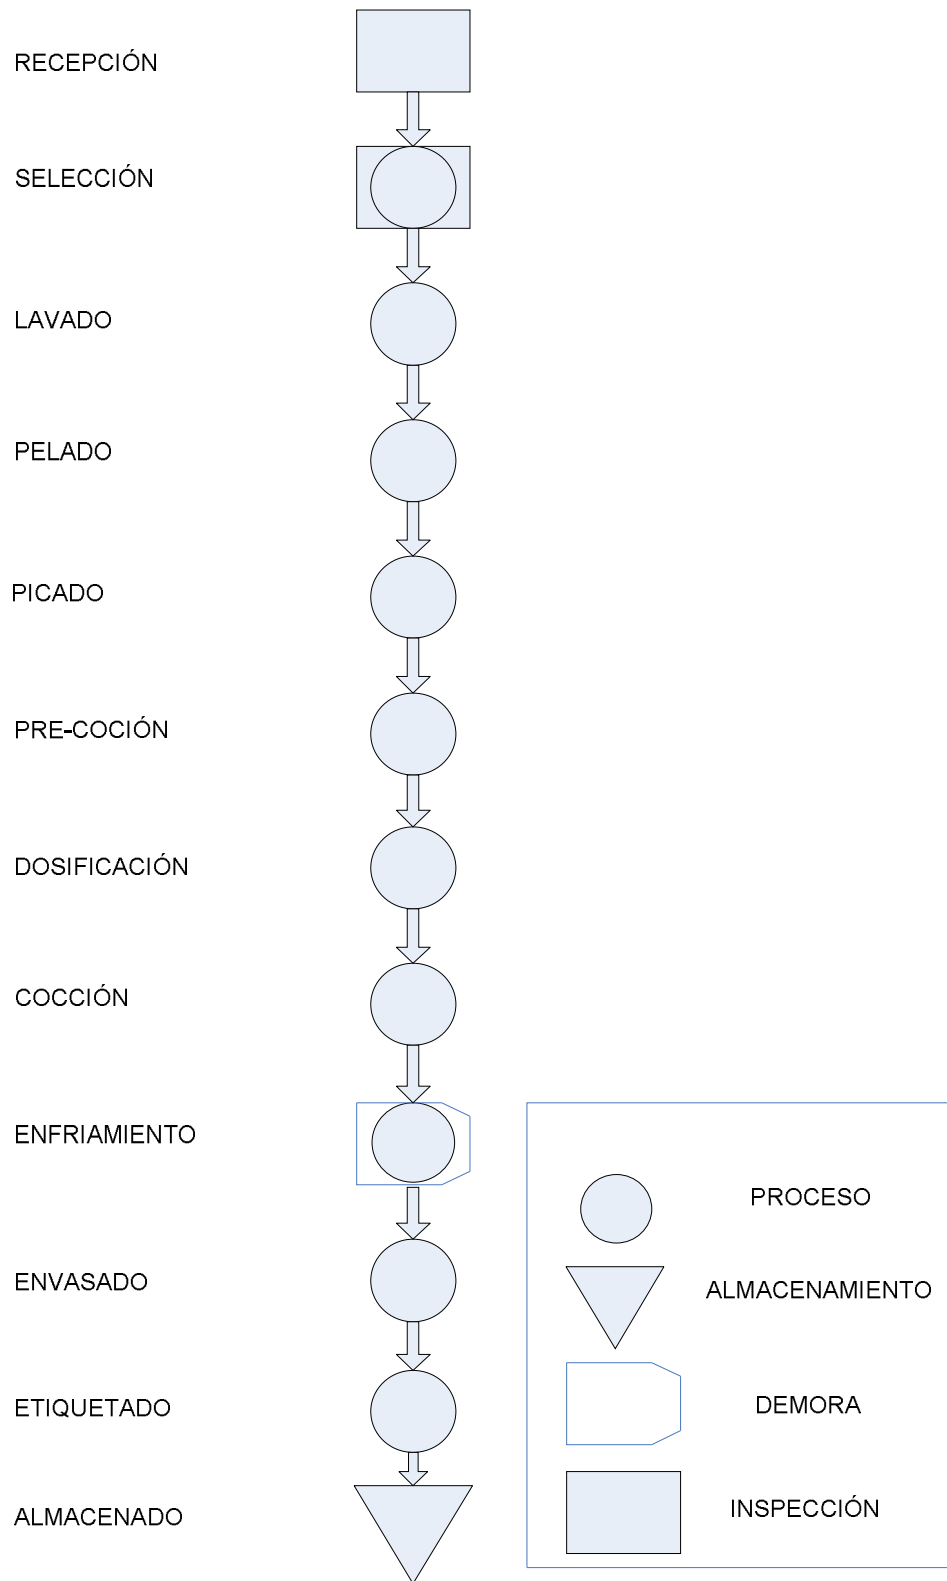 RECEPCIÓN
SELECCIÓN
LAVADO
PELADO
PICADO
PRE-COCIÓN
DOSIFICACIÓN
COCCIÓN
ENFRIAMIENTO
ENVASADO
ETIQUETADO
ALMACENADO
PROCESO
ALMACENAMIENTO
DEMORA
INSPECCIÓN